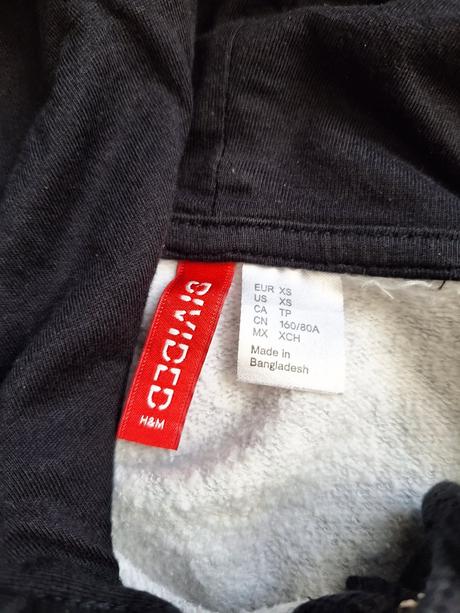 DIVIDED
H&M
EUR XS
US XS
CA TP
CN 160/80A
MX XCH
Made in
Bangladesh